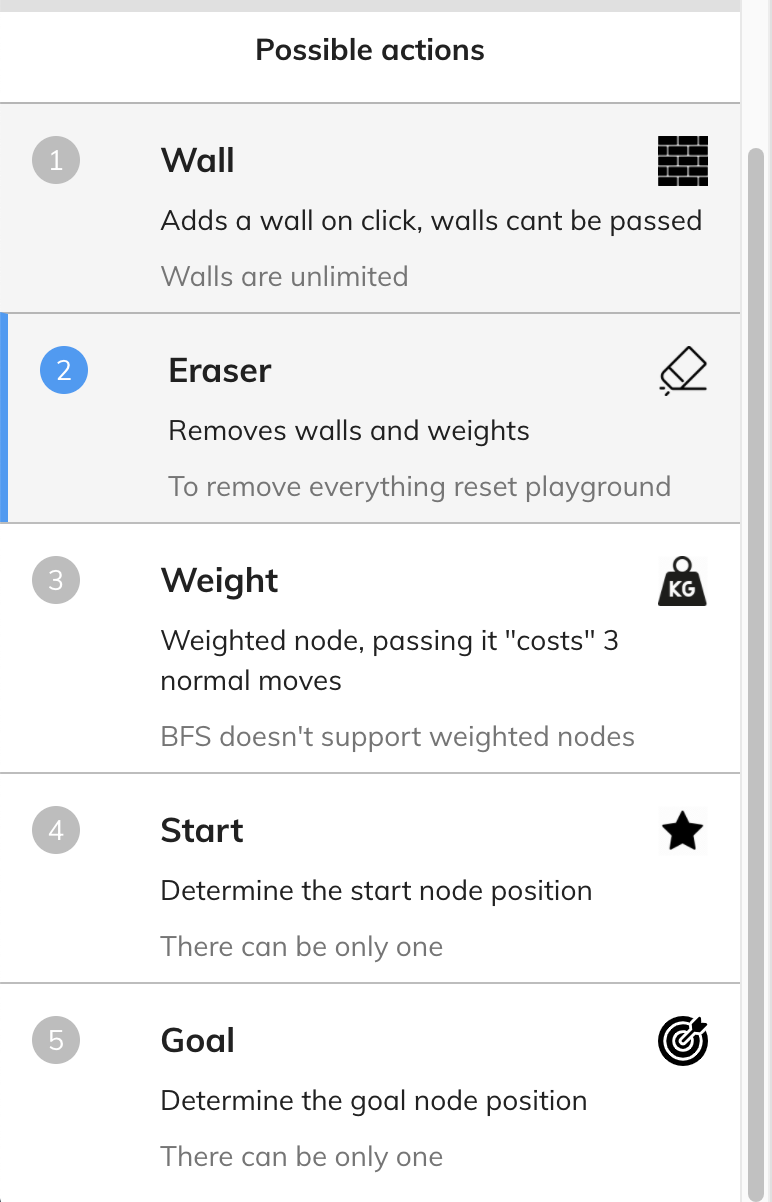 Possible actions
1
Wall
Adds a wall on click, walls cant be passed
Walls are unlimited
2
Eraser
Removes walls and weights
To remove everything reset playground
3
Weight
KG
Weighted node, passing it "costs" 3
normal moves
BFS doesn't support weighted nodes
4
Start
Determine the start node position
There can be only one
5
Goal
Determine the goal node position
There can be only one